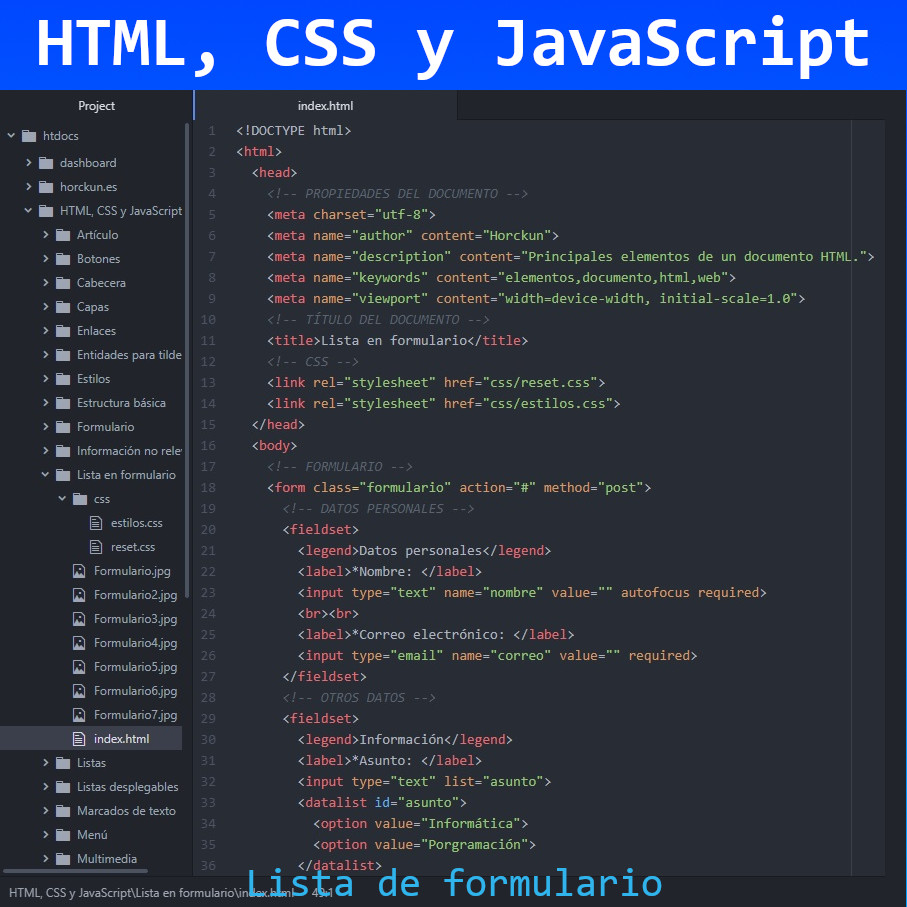 HTML, CSS y JavaScript
Project
htdocs
dashboard
horckun.es
HTML, CSS y JavaScript
Artículo
Botones
Cabecera
Capas
Enlaces
Entidades para tilde
Estilos
Estructura básica
Formulario
Información no rele
Lista en formulario
css
estilos.css
reset.css
Formulario.jpg
Formulario2.jpg
Formulario3.jpg
Formulario4.jpg
Formulario5.jpg
Formulario6.jpg
Formulario7.jpg
index.html
Listas
Listas desplegables
Marcados de texto
Menú
Multimedia
index.html
1 <!DOCTYPE html>
2 <html>
3 <head>
4 <!-- PROPIEDADES DEL DOCUMENTO -->
5 <meta charset="utf-8">
6 <meta name="author" content="Horckun">
7 <meta name="description" content="Principales elementos de un documento HTML.">
8 <meta name="keywords" content="elementos,documento,html,web">
9 <meta name="viewport" content="width=device-width, initial-scale=1.0">
10 <!-- TÍTULO DEL DOCUMENTO -->
11 <title>Lista en formulario</title>
12 <!-- CSS -->
13 <link rel="stylesheet" href="css/reset.css">
14 <link rel="stylesheet" href="css/estilos.css">
15 </head>
16 <body>
17 <!-- FORMULARIO -->
18 <form class="formulario" action="#" method="post">
19 <!-- DATOS PERSONALES -->
20 <fieldset>
21 <legend>Datos personales</legend>
22 <label>*Nombre: </label>
23 <input type="text" name="nombre" value="" autofocus required>
24 <br><br>
25 <label>*Correo electrónico: </label>
26 <input type="email" name="correo" value="" required>
27 </fieldset>
28 <!-- OTROS DATOS -->
29 <fieldset>
30 <legend>Información</legend>
31 <label>*Asunto: </label>
32 <input type="text" list="asunto">
33 <datalist id="asunto">
34 <option value="Informática">
35 <option value="Porgramación">
36 </datalist>
HTML, CSS y JavaScript\Lista en formulario\index.html
Lista de formulario